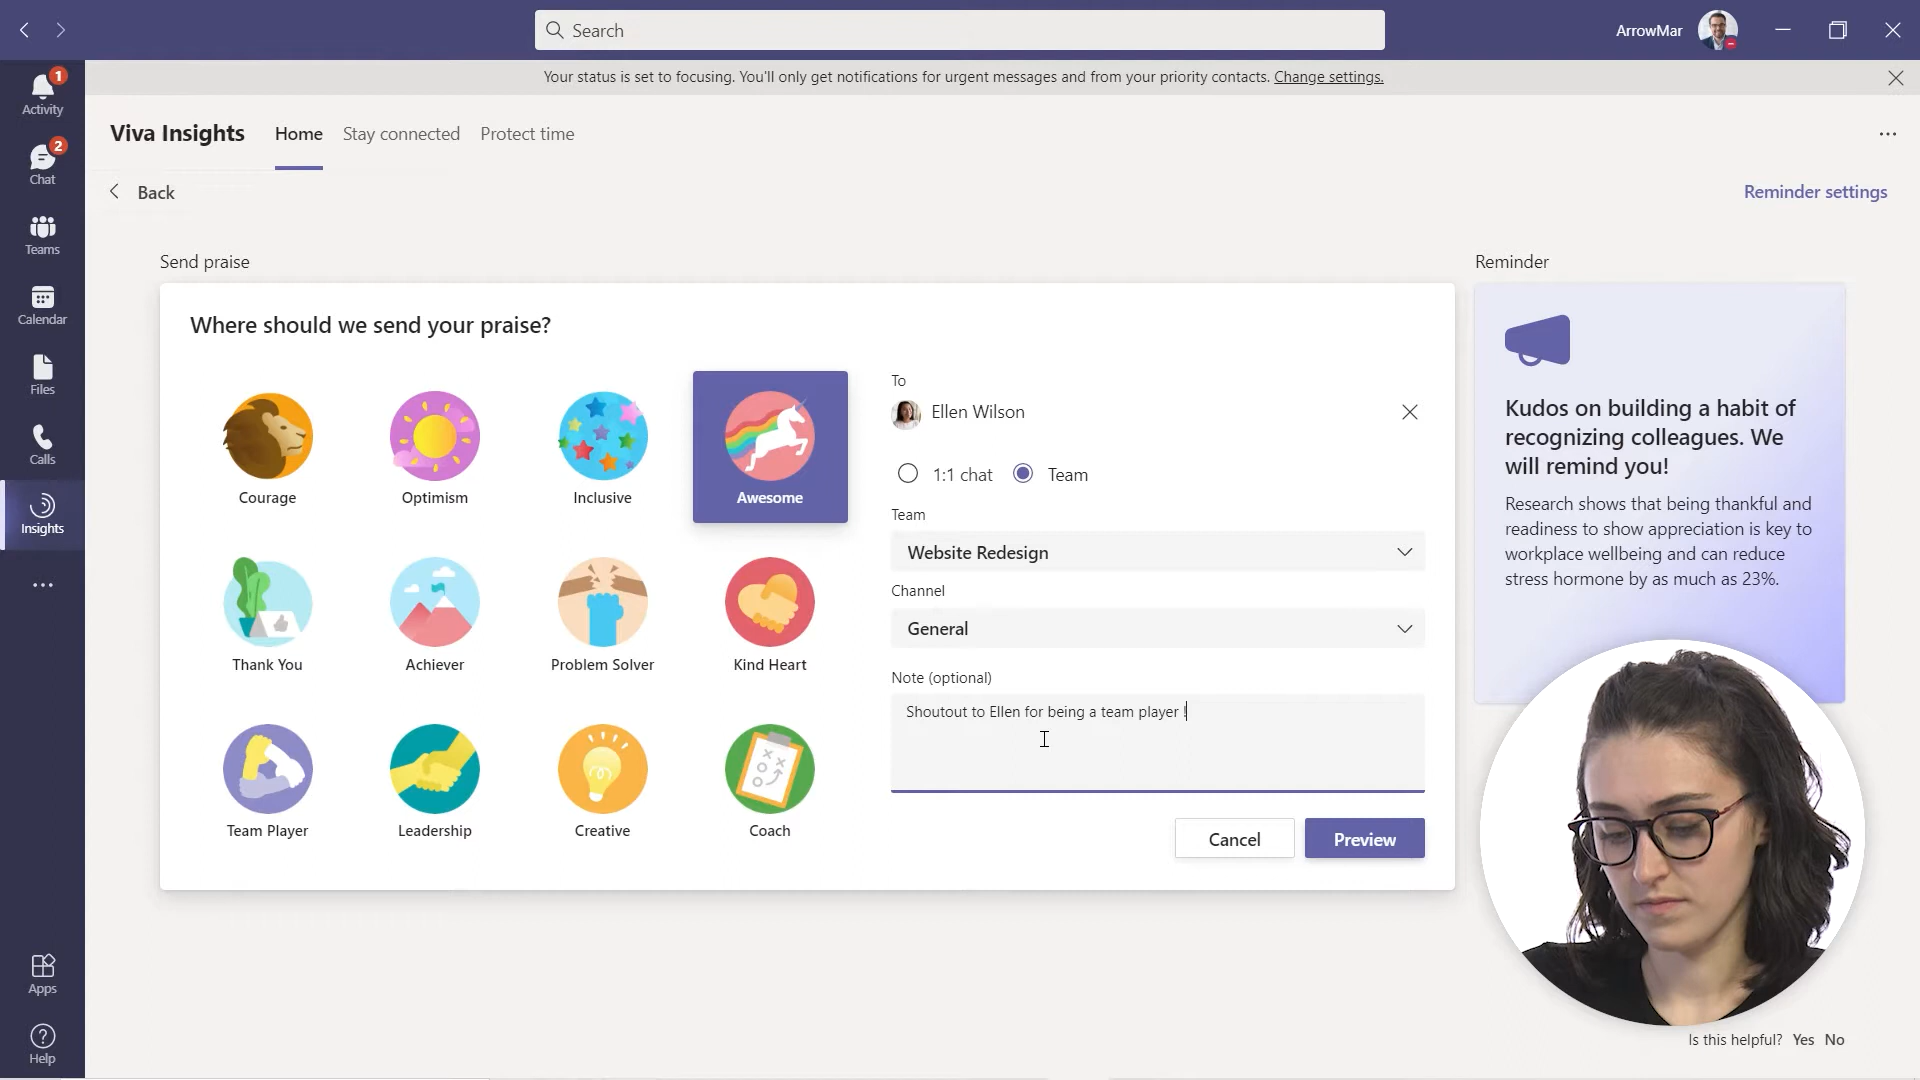 Search
ArrowMar
Your status is set to focusing. You'll only get notifications for urgent messages and from your priority contacts. Change settings.
1
Activity
2
Chat
Teams
Calendar
Files
Calls
Insights
Apps
Help
Viva Insights
Home
Stay connected
Protect time
Back
Reminder settings
Send praise
Where should we send your praise?
Courage
Optimism
Inclusive
Awesome
Thank You
Achiever
Problem Solver
Kind Heart
Team Player
Leadership
Creative
Coach
To
Ellen Wilson
1:1 chat
Team
Team
Website Redesign
Channel
General
Note (optional)
Shoutout to Ellen for being a team player !
Cancel
Preview
Reminder
Kudos on building a habit of
recognizing colleagues. We
will remind you!
Research shows that being thankful and
readiness to show appreciation is key to
workplace wellbeing and can reduce
stress hormone by as much as 23%.
Is this helpful? Yes No